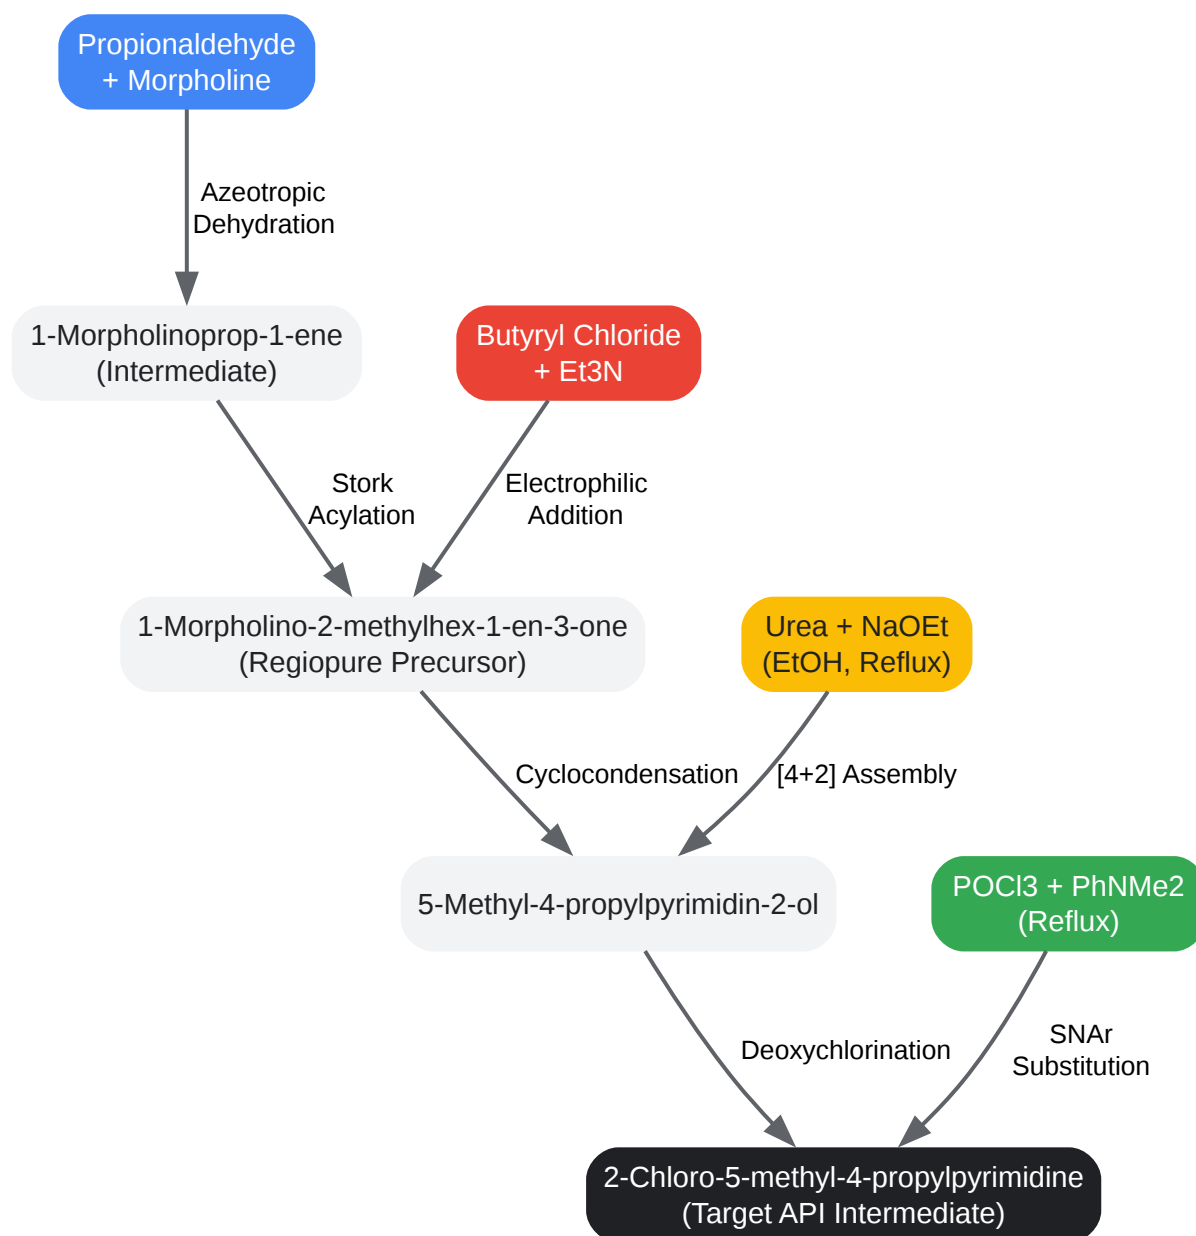 Propionaldehyde
+ Morpholine
Azeotropic
Dehydration
1-Morpholinoprop-1-ene
(Intermediate)
Butyryl Chloride
+ Et3N
Stork
Acylation
Electrophilic
Addition
1-Morpholino-2-methylhex-1-en-3-one
(Regiopure Precursor)
Urea + NaOEt
(EtOH, Reflux)
Cyclocondensation
[4+2] Assembly
5-Methyl-4-propylpyrimidin-2-ol
POCl3 + PhNMe2
(Reflux)
Deoxychlorination
SNAr
Substitution
2-Chloro-5-methyl-4-propylpyrimidine
(Target API Intermediate)